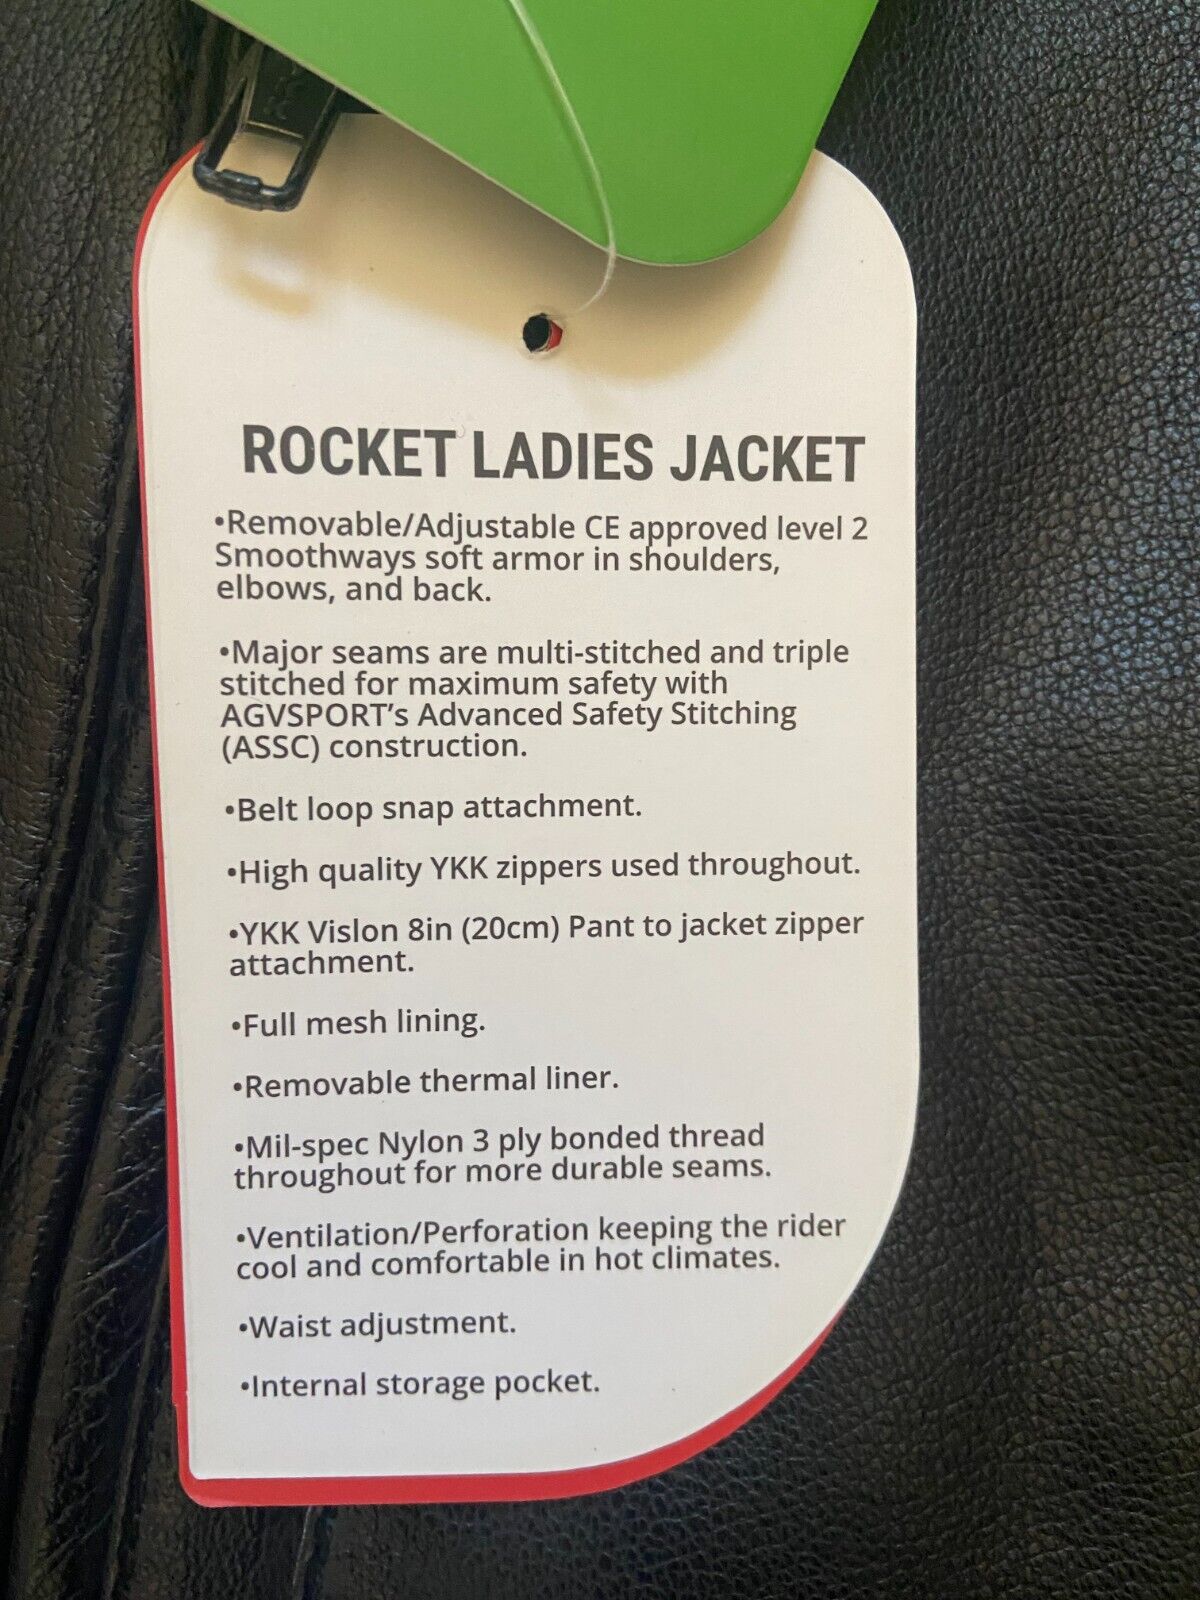 ROCKET LADIES JACKET
•Removable/Adjustable CE approved level 2
Smoothways soft armor in shoulders,
elbows, and back.
•Major seams are multi-stitched and triple
stitched for maximum safety with
AGVSPORT’s Advanced Safety Stitching
(ASSC) construction.
•Belt loop snap attachment.
•High quality YKK zippers used throughout.
•YKK Vislon 8in (20cm) Pant to jacket zipper
attachment.
•Full mesh lining.
•Removable thermal liner.
•Mil-spec Nylon 3 ply bonded thread
throughout for more durable seams.
•Ventilation/Perforation keeping the rider
cool and comfortable in hot climates.
•Waist adjustment.
•Internal storage pocket.